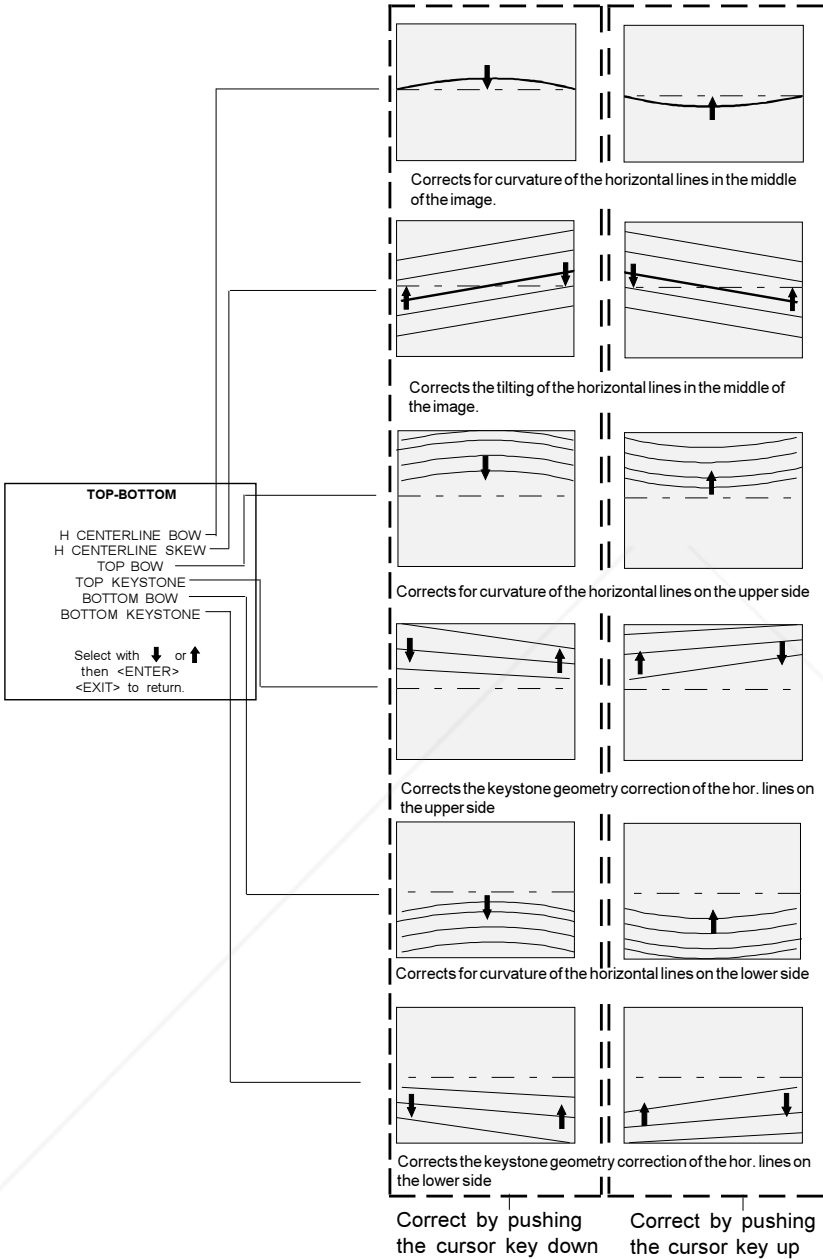 Corrects for curvature of the horizontal lines in the middle
of the image.
Corrects the tilting of the horizontal lines in the middle of
the image.
TOP-BOTTOM
H CENTERLINE BOW
H CENTERLINE SKEW
TOP BOW
TOP KEYSTONE
BOTTOM BOW
BOTTOM KEYSTONE
Select with or
then <ENTER>
<EXIT> to return.
Corrects for curvature of the horizontal lines on the upper side
Corrects the keystone geometry correction of the hor. lines on
the upper side
Corrects for curvature of the horizontal lines on the lower side
Corrects the keystone geometry correction of the hor. lines on
the lower side
Correct by pushing
the cursor key down
Correct by pushing
the cursor key up